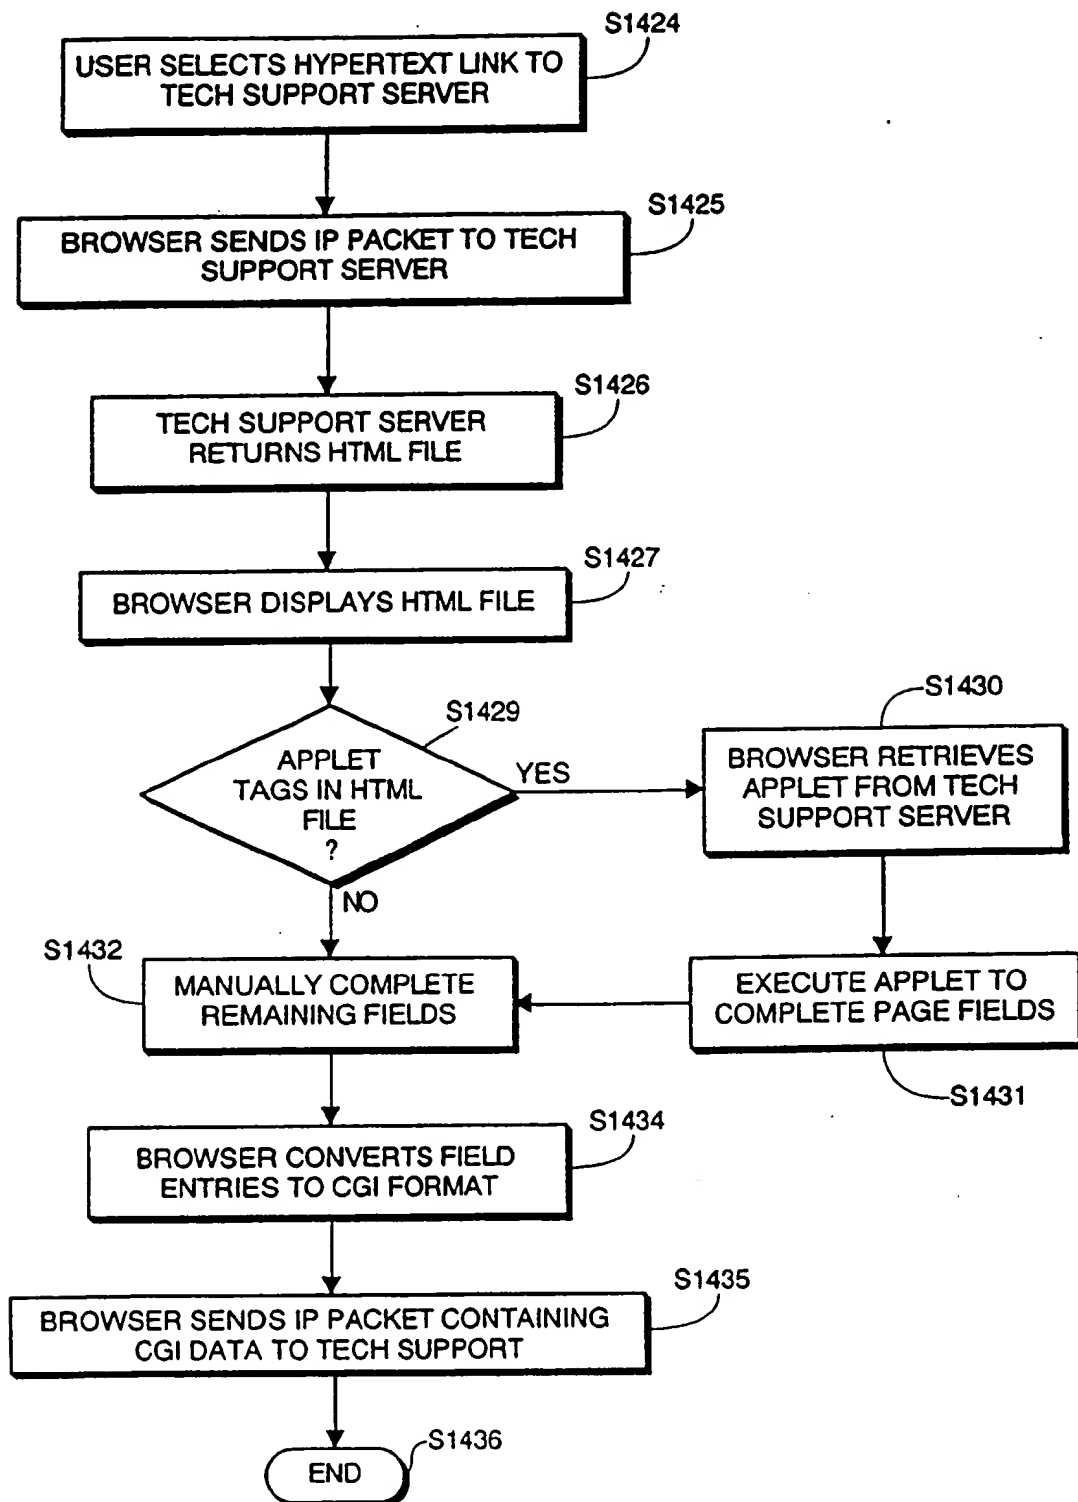 S1424
USER SELECTS HYPERTEXT LINK TO
TECH SUPPORT SERVER
S1425
BROWSER SENDS IP PACKET TO TECH
SUPPORT SERVER
S1426
TECH SUPPORT SERVER
RETURNS HTML FILE
S1427
BROWSER DISPLAYS HTML FILE
S1429
APPLET
TAGS IN HTML
FILE
?
YES
NO
S1430
BROWSER RETRIEVES
APPLET FROM TECH
SUPPORT SERVER
EXECUTE APPLET TO
COMPLETE PAGE FIELDS
S1431
S1432
MANUALLY COMPLETE
REMAINING FIELDS
S1434
BROWSER CONVERTS FIELD
ENTRIES TO CGI FORMAT
S1435
BROWSER SENDS IP PACKET CONTAINING
CGI DATA TO TECH SUPPORT
S1436
END